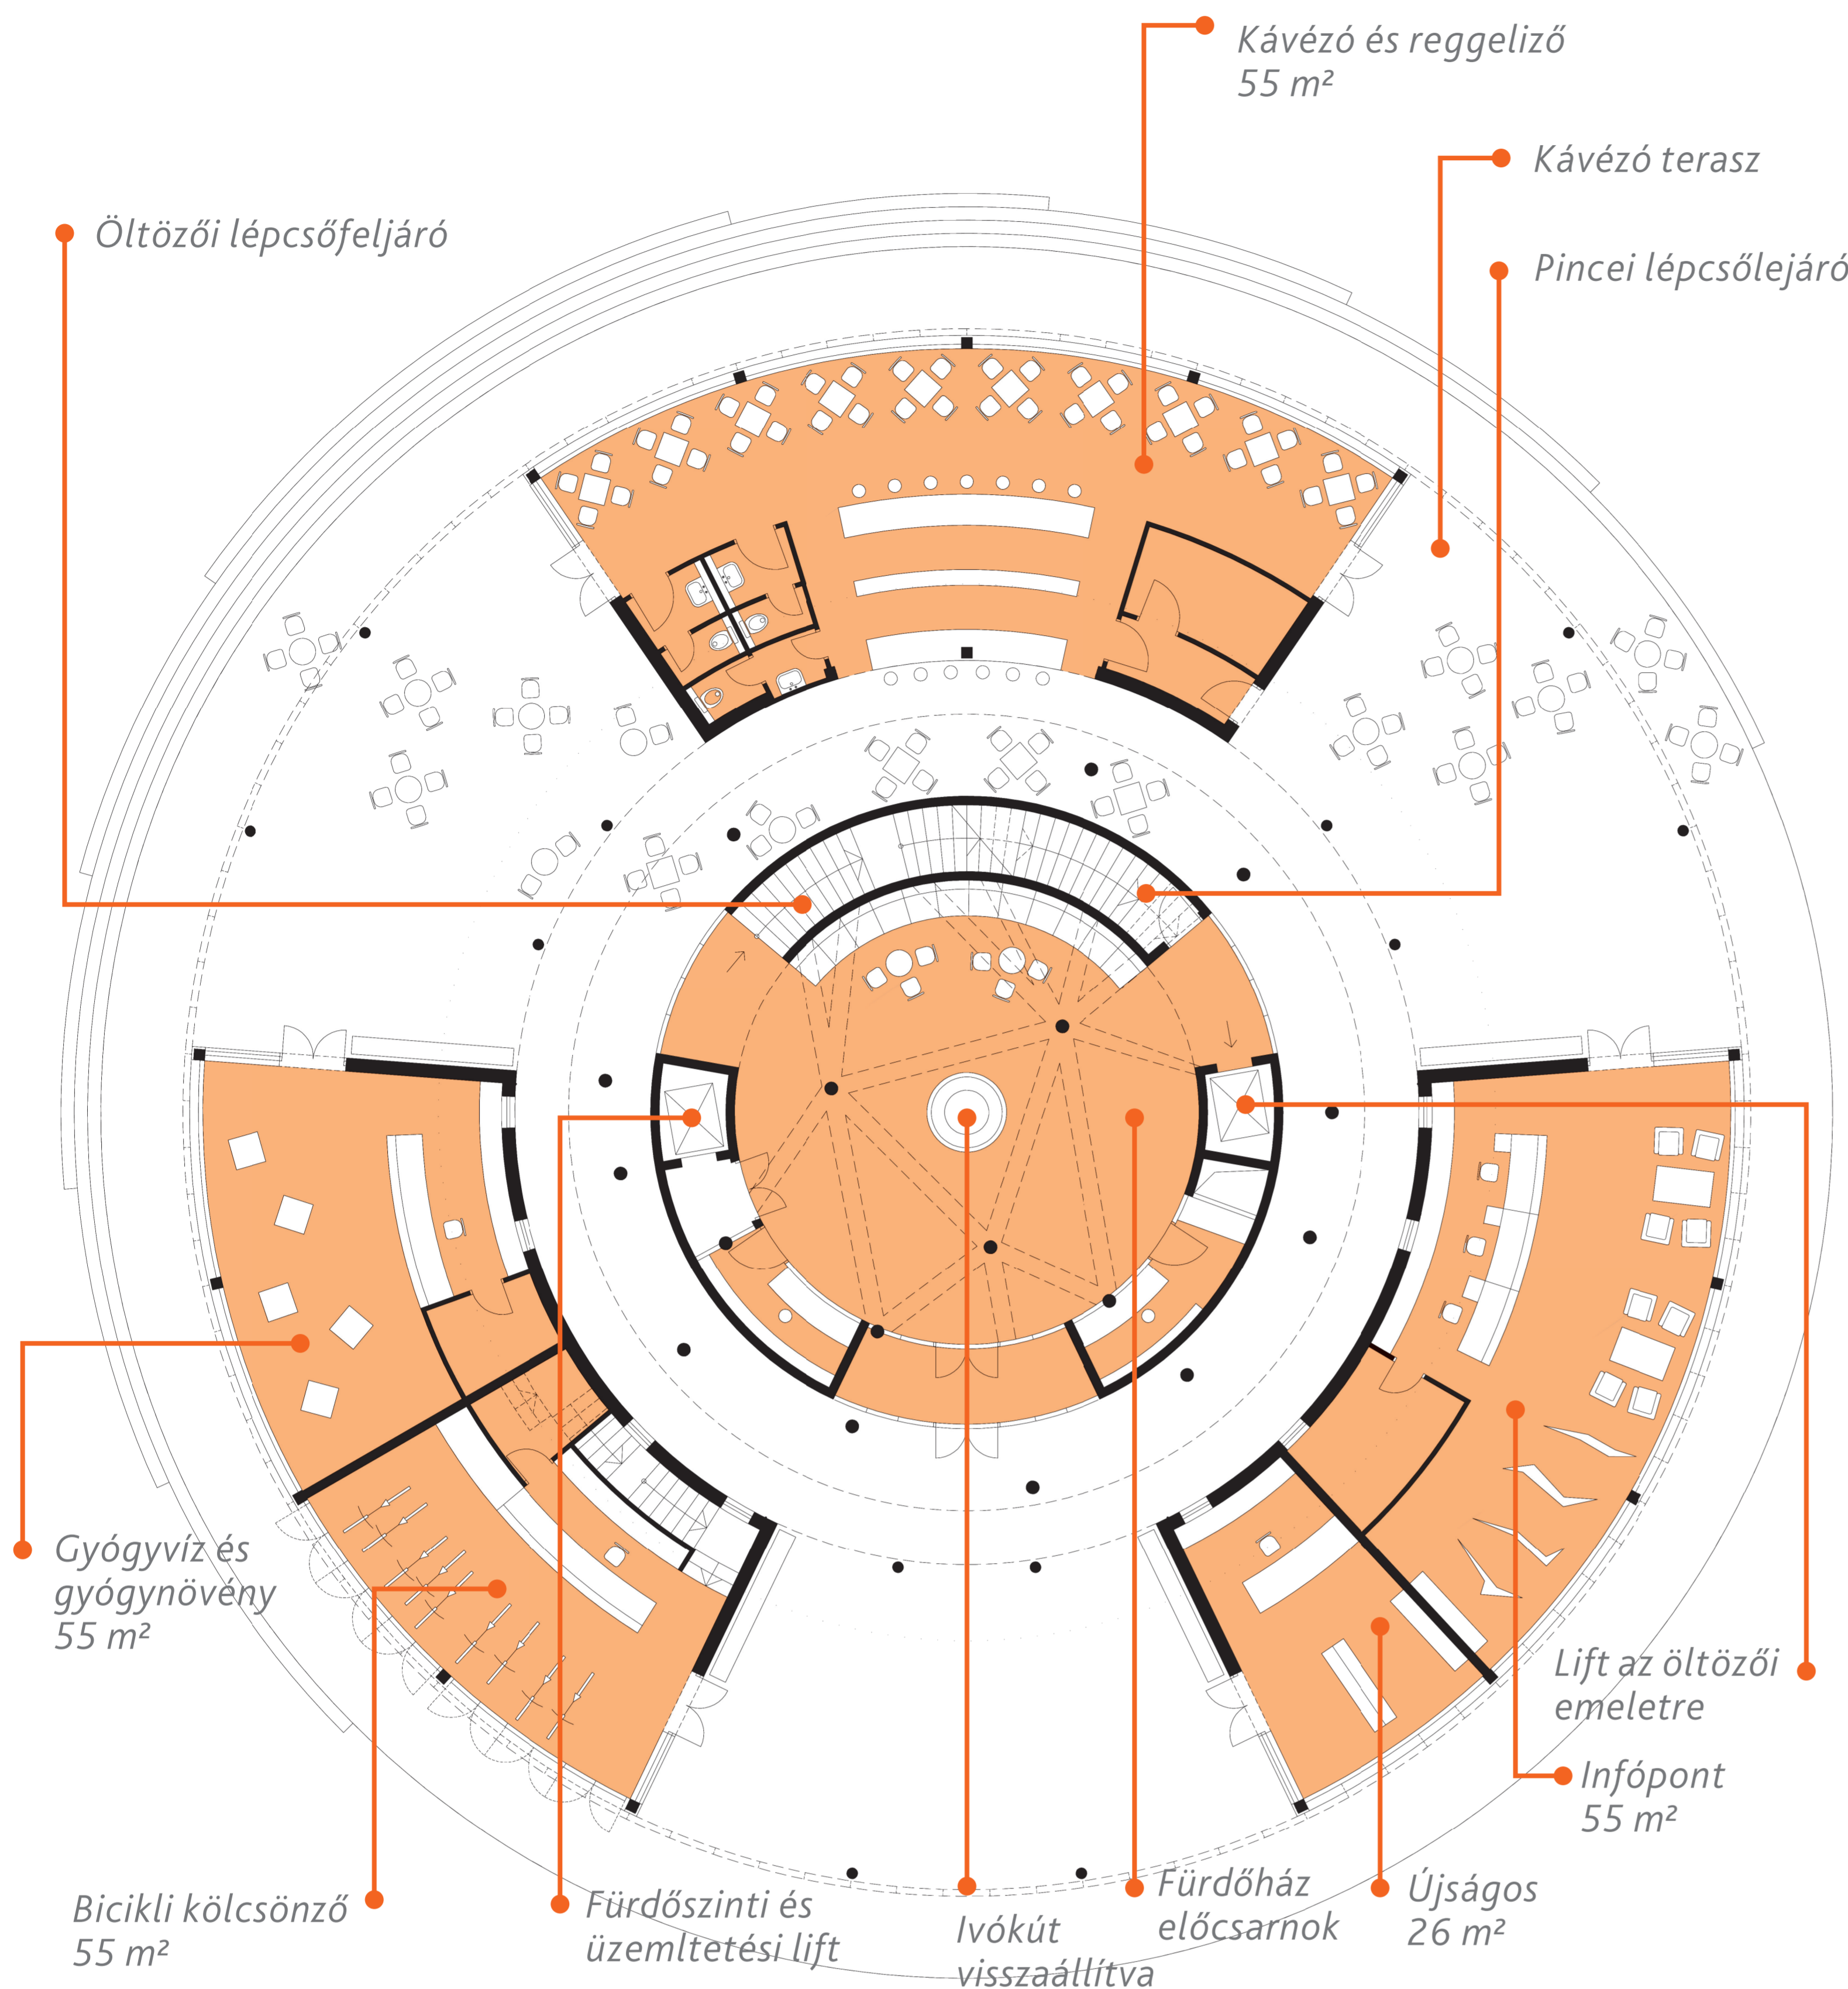 Kávézó és reggeliző
55 m²
Kávézó terasz
Öltözői lépcsőfeljáró
Pincei lépcsőlejáró
Gyógyvíz és
gyógynövény
55 m²
Lift az öltözői
emeletre
Infópont
55 m²
Bicikli kölcsönző
55 m²
Fürdőszinti és
üzemltetési lift
Ivókút
visszaállítva
Fürdőház
előcsarnok
Újságos
26 m²